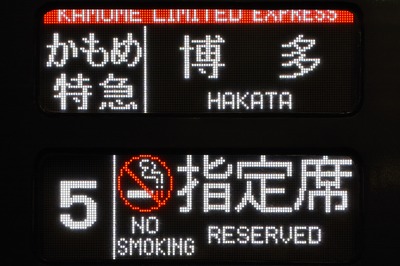 KAMOME LIMITED EXPRESS
かもめ 博多
特急 HAKATA
5 指定席
NO SMOKING RESERVED